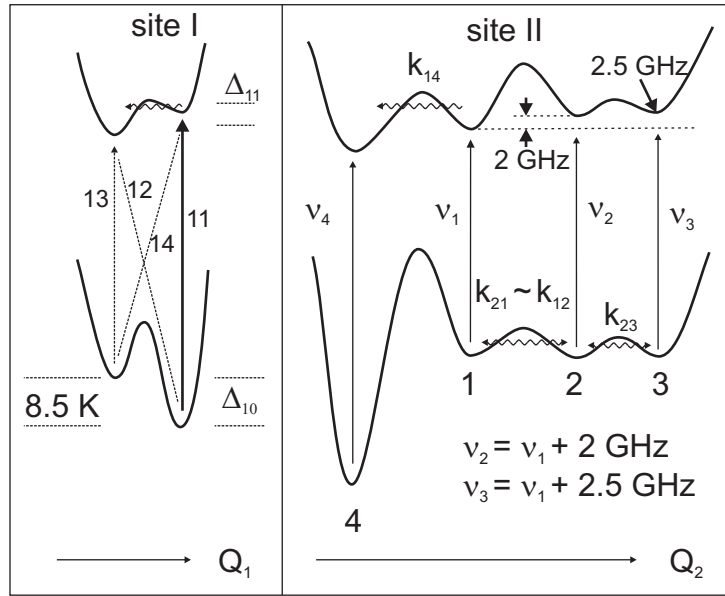 site I
Δ₁₁
13
12
14
11
8.5 K
Δ₁₀
Q₁
site II
k₁₄
2.5 GHz
2 GHz
ν₄
ν₁
ν₂
ν₃
k₂₁ ~ k₁₂
k₂₃
1
2
3
4
ν₂ = ν₁ + 2 GHz
ν₃ = ν₁ + 2.5 GHz
Q₂